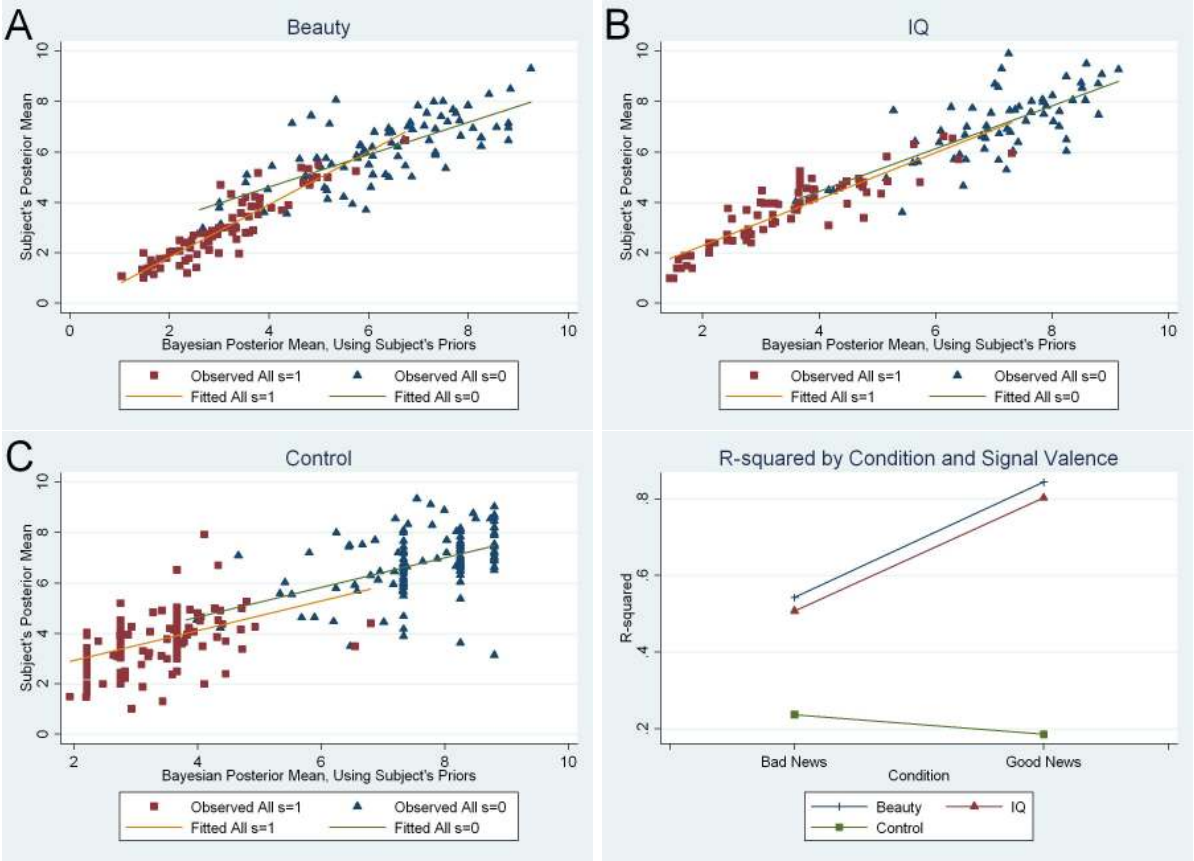 A
Beauty
Subject's Posterior Mean
10
8
6
4
2
0
0 2 4 6 8 10
Bayesian Posterior Mean, Using Subject's Priors
Observed All s=1 Observed All s=0
Fitted All s=1 Fitted All s=0
B
IQ
Subject's Posterior Mean
10
8
6
4
2
0
2 4 6 8 10
Bayesian Posterior Mean, Using Subject's Priors
Observed All s=1 Observed All s=0
Fitted All s=1 Fitted All s=0
C
Control
Subject's Posterior Mean
10
8
6
4
2
0
2 4 6 8 10
Bayesian Posterior Mean, Using Subject's Priors
Observed All s=1 Observed All s=0
Fitted All s=1 Fitted All s=0
R-squared by Condition and Signal Valence
R-squared
.8
.6
.4
.2
Bad News Good News
Condition
Beauty IQ
Control